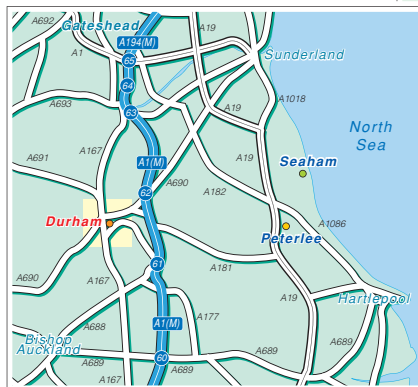 A692
Gateshead
A19
A194(M)
A1
65
Sunderland
64
A693
A19
A1018
63
North
Sea
A167
A19
A691
A1(M)
Seaham
A690
62
A182
Durham
A1086
Peterlee
61
A181
A690
A167
A19
Hartlepool
A177
A688
A1(M)
Bishop
Auckland
A689
60
A689
A689
A689
A167